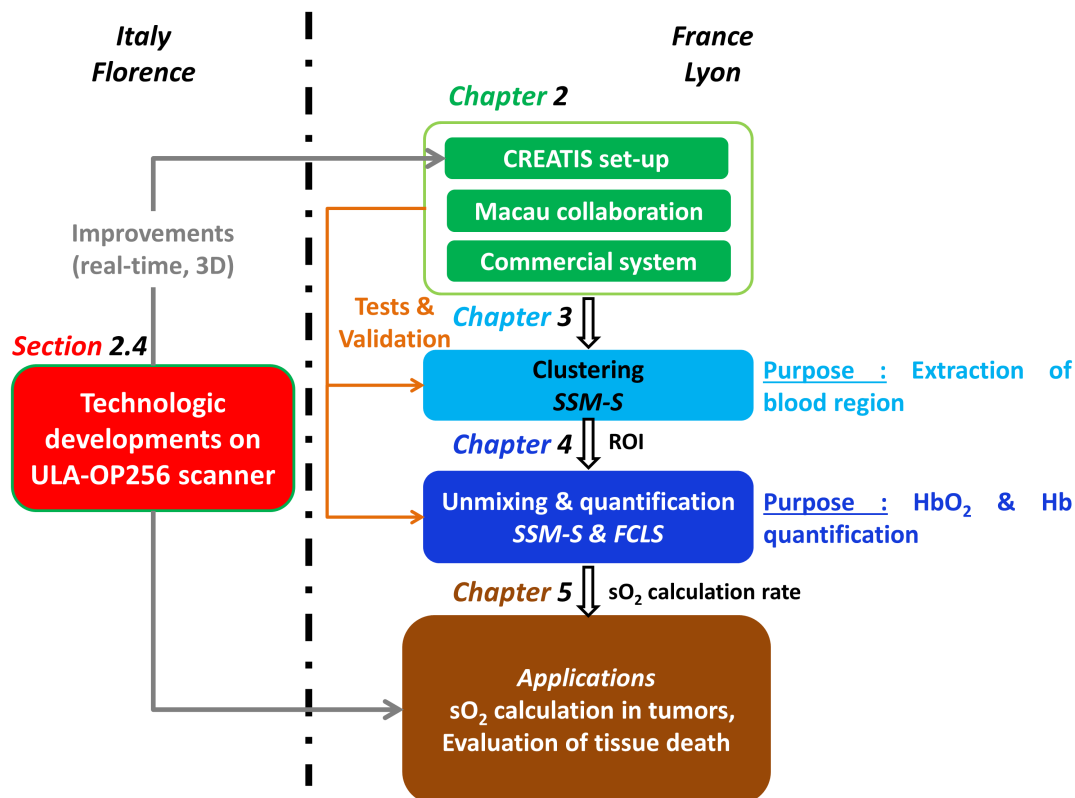 Italy
Florence
France
Lyon
Chapter 2
CREATIS set-up
Macau collaboration
Commercial system
Improvements
(real-time, 3D)
Tests &
Validation
Section 2.4
Technologic
developments on
ULA-OP256 scanner
Chapter 3
Clustering
SSM-S
Purpose : Extraction of
blood region
Chapter 4
ROI
Unmixing & quantification
SSM-S & FCLS
Purpose : HbO₂ & Hb
quantification
Chapter 5
sO₂ calculation rate
Applications
sO₂ calculation in tumors,
Evaluation of tissue death